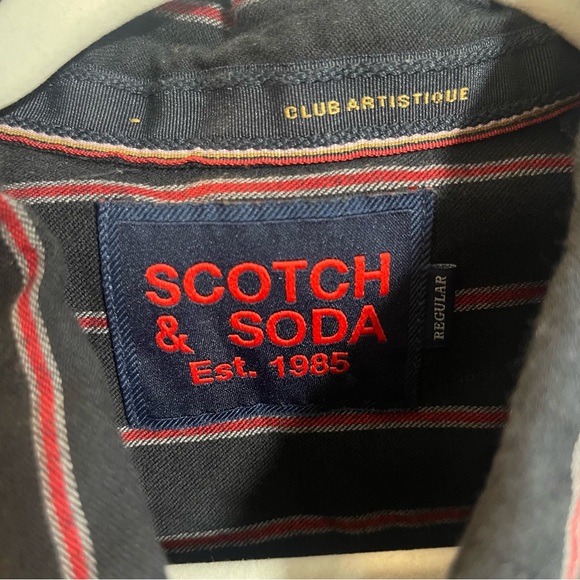 CLUB ARTISTIQUE
SCOTCH
& SODA
Est. 1985
REGULAR